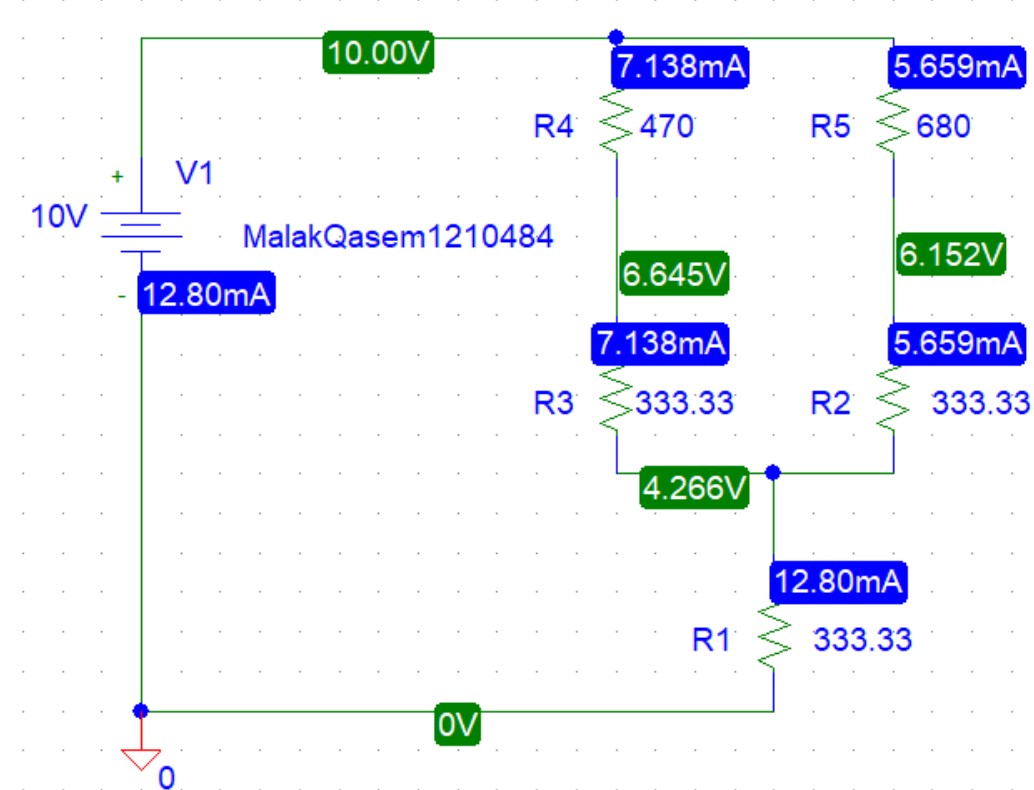 10.00V
7.138mA
5.659mA
R4
470
R5
680
+
V1
10V
MalakQasem1210484
6.645V
6.152V
-
12.80mA
7.138mA
5.659mA
R3
333.33
R2
333.33
4.266V
12.80mA
R1
333.33
0V
0